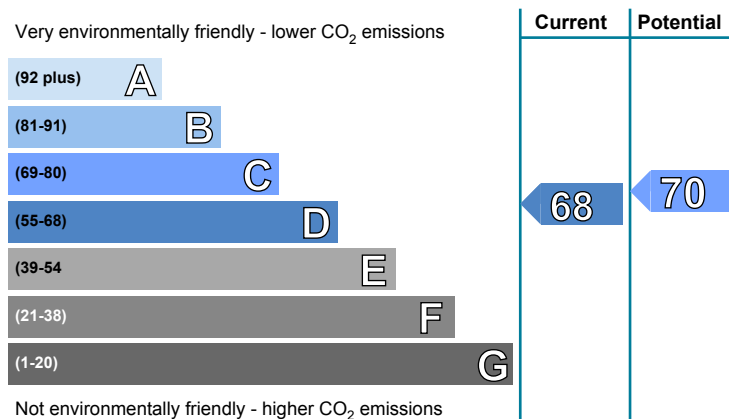 Current Potential
Very environmentally friendly - lower CO2 emissions
(92 plus) A
(81-91) B
(69-80) C
70
(55-68) D
68
(39-54 E
(21-38) F
(1-20) G
Not environmentally friendly - higher CO2 emissions